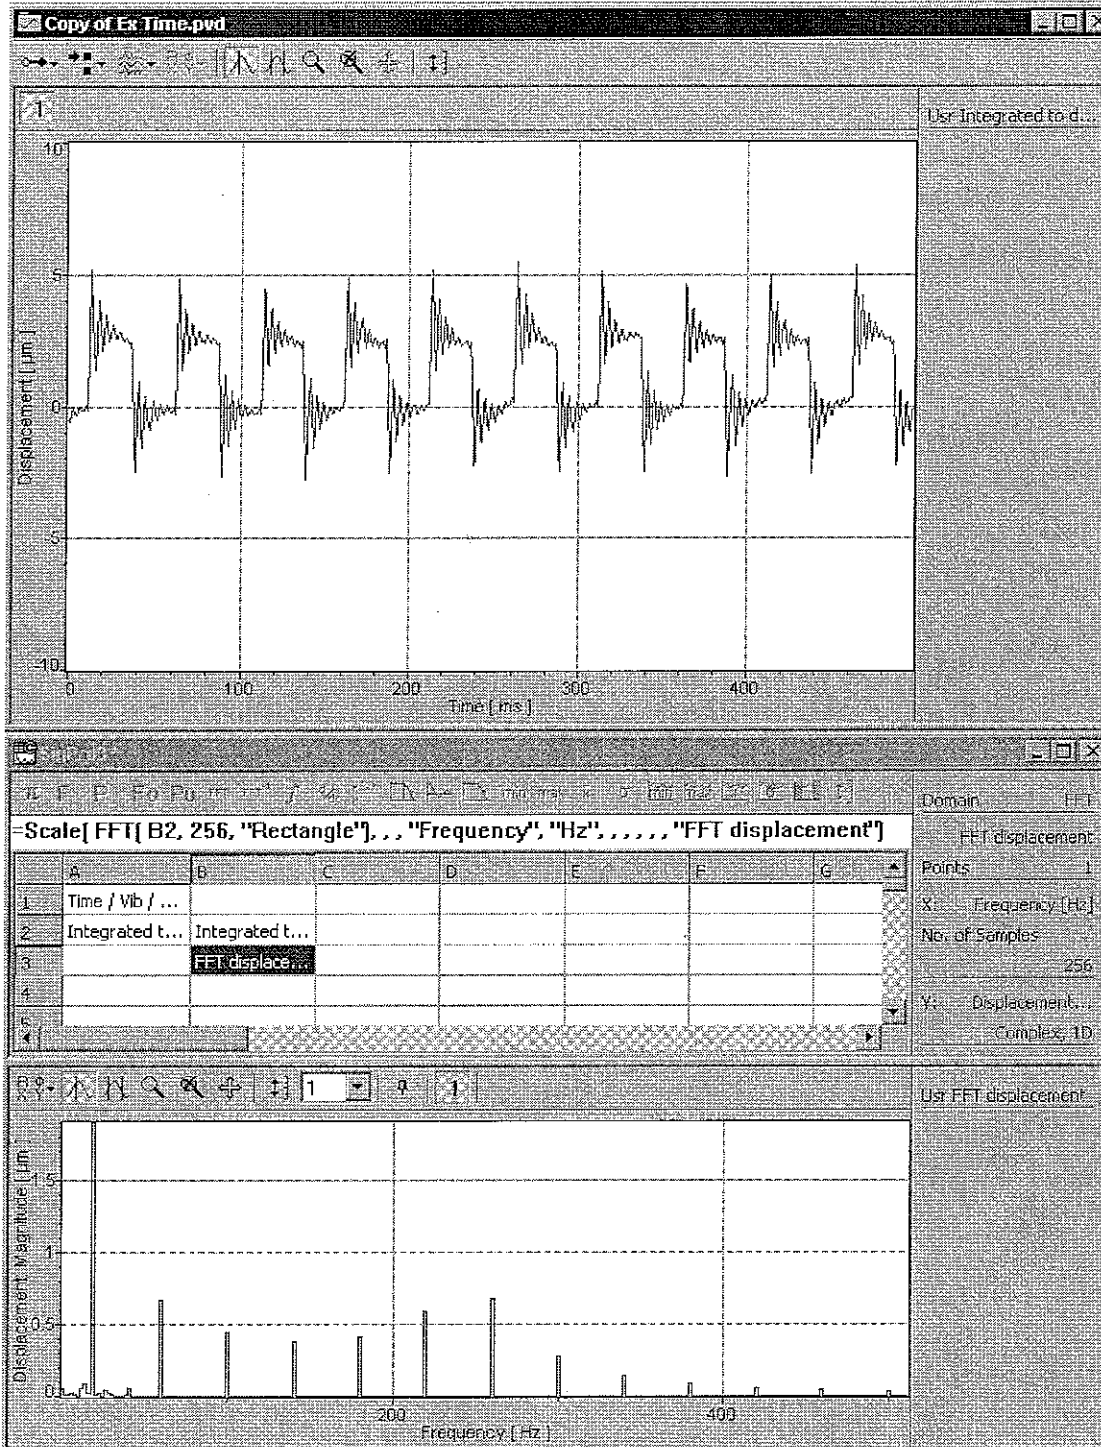 Copy of Ex Time.pvd
1
Usr Integrated to d...
10
5
0
-5
-10
Displacement [ µm ]
0 100 200 300 400
Time [ ms ]
=Scale( FFT( B2, 256, "Rectangle"), , , "Frequency", "Hz", , , , , , "FFT displacement")
A B C D E F G
1 Time / Vib / ...
2 Integrated t... Integrated t...
3 FFT displace...
4
5
Domain FFT
FFT displacement
Points 1
X: Frequency [Hz]
No. of Samples
256
Y: Displacement...
Complex, 1D
1
1
Usr FFT displacement
1.5
1
0.5
0
Displacement Magnitude [ µm
200 400
Frequency [ Hz ]